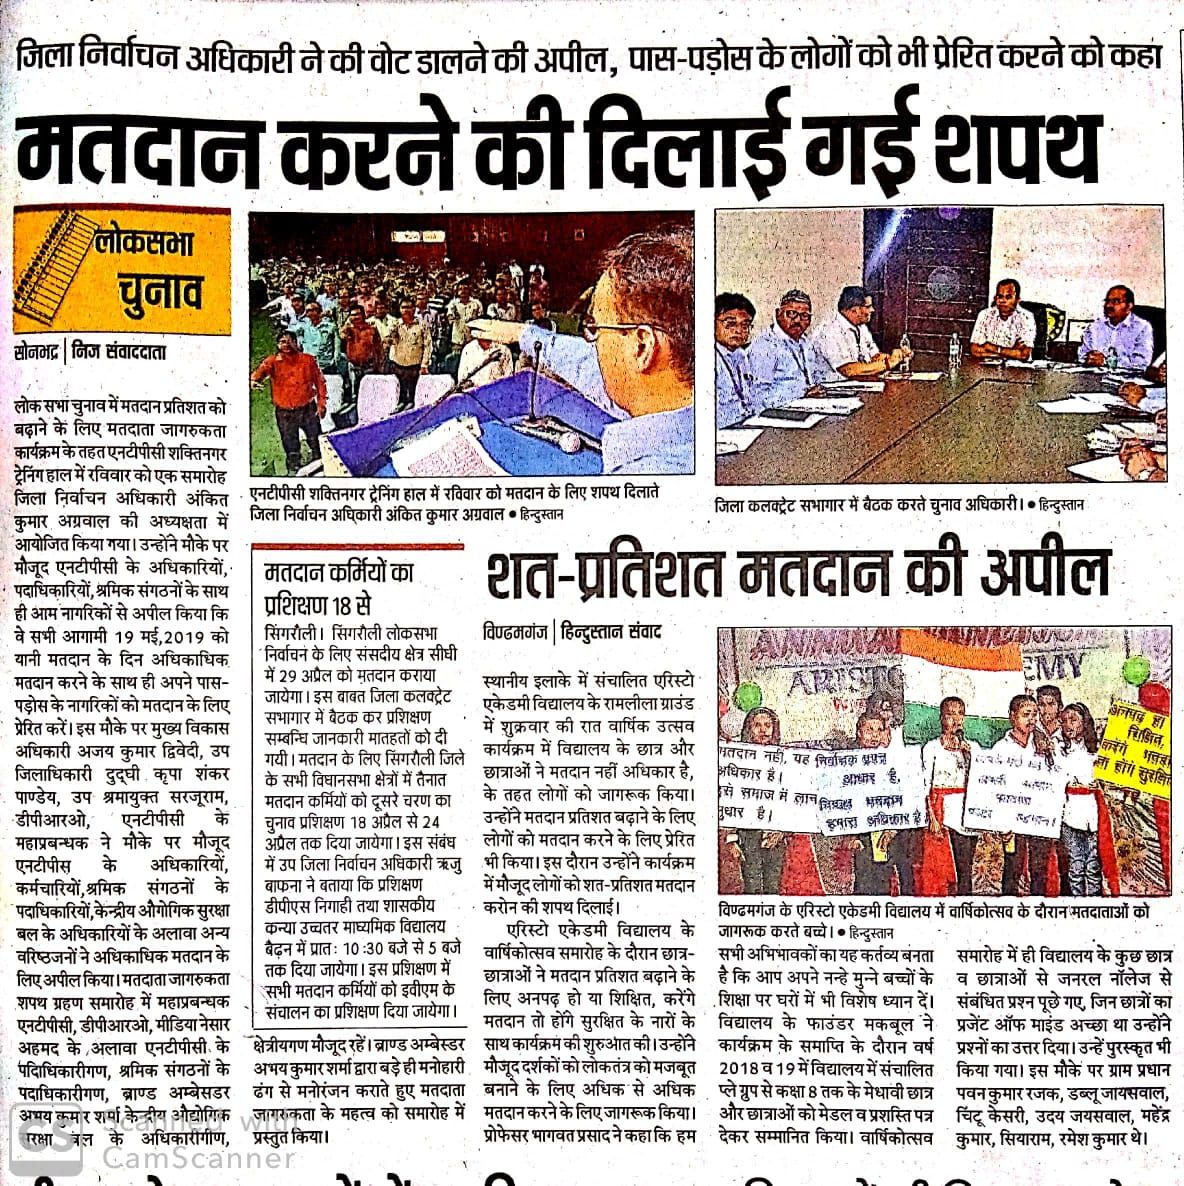 जिला निर्वाचन अधिकारी ने की वोट डालने की अपील, पास-पड़ोस के लोगों को भी प्रेरित करने को कहा
मतदान करने की दिलाई गई शपथ
लोकसभा
चुनाव
सोनभद्र | निज संवाददाता
लोक सभा चुनाव में मतदान प्रतिशत को
बढ़ाने के लिए मतदाता जागरुकता
कार्यक्रम के तहत एनटीपीसी शक्तिनगर
ट्रेनिंग हाल में रविवार को एक समारोह
जिला निर्वाचन अधिकारी अंकित
कुमार अग्रवाल की अध्यक्षता में
आयोजित किया गया। उन्होंने मौके पर
मौजूद एनटीपीसी के अधिकारियों,
पदाधिकारियों,श्रमिक संगठनों के साथ
ही आम नागरिकों से अपील किया कि
वे सभी आगामी 19 मई,2019 को
यानी मतदान के दिन अधिकाधिक
मतदान करने के साथ ही अपने पास-
पड़ोस के नागरिकों को मतदान के लिए
प्रेरित करें। इस मौके पर मुख्य विकास
अधिकारी अजय कुमार द्विवेदी, उप
जिलाधिकारी दुद्घी कृपा शंकर
पाण्डेय, उप श्रमायुक्त सरजूराम,
डीपीआरओ, एनटीपीसी के
महाप्रबन्धक ने मौके पर मौजूद
एनटीपीस के अधिकारियों,
कर्मचारियों,श्रमिक संगठनों के
पदाधिकारियों,केन्द्रीय औगोगिक सुरक्षा
बल के अधिकारियों के अलावा अन्य
वरिष्ठजनों ने अधिकाधिक मतदान के
लिए अपील किया। मतदाता जागरुकता
शपथ ग्रहण समारोह में महाप्रबन्धक
एनटीपीसी, डीपीआरओ, मीडिया नेसार
अहमद के अलावा एनटीपीसी के
पदिाधिकारीगण, श्रमिक संगठनों के
पदाधिकारीगण, ब्राण्ड अम्बेसडर
अभय कुमार शर्मा केन्द्रीय औद्योगिक
सुरक्षा बल के अधिकारीगीण,
एनटीपीसी शक्तिनगर ट्रेनिंग हाल में रविवार को मतदान के लिए शपथ दिलाते
जिला निर्वाचन अधिकारी अंकित कुमार अग्रवाल ● हिन्दुस्तान
जिला कलक्ट्रेट सभागार में बैठक करते चुनाव अधिकारी। ● हिन्दुस्तान
मतदान कर्मियों का
प्रशिक्षण 18 से
सिंगरौली। सिंगरौली लोकसभा
निर्वाचन के लिए संसदीय क्षेत्र सीधी
में 29 अप्रैल को मतदान कराया
जायेगा। इस बाबत जिला कलक्ट्रेट
सभागार में बैठक कर प्रशिक्षण
सम्बन्धि जानकारी मातहतों को दी
गयी। मतदान के लिए सिंगरौली जिले
के सभी विधानसभा क्षेत्रों में तैनात
मतदान कर्मियों को दूसरे चरण का
चुनाव प्रशिक्षण 18 अप्रैल से 24
अप्रैल तक दिया जायेगा। इस संबंध
में उप जिला निर्वाचन अधिकारी ऋजु
बाफना ने बताया कि प्रशिक्षण
डीपीएस निगाही तथा शासकीय
कन्या उच्चतर माध्यमिक विद्यालय
बैढ़न में प्रातः 10:30 बजे से 5 बजे
तक दिया जायेगा। इस प्रशिक्षण में
सभी मतदान कर्मियों को इवीएम के
संचालन का प्रशिक्षण दिया जायेगा।
क्षेत्रीयगण मौजूद रहें। ब्राण्ड अम्बेस्डर
अभय कुमार शर्मा द्वारा बड़े ही मनोहारी
ढंग से मनोरंजन कराते हुए मतदाता
जागरुकता के महत्व को समारोह में
प्रस्तुत किया।
शत-प्रतिशत मतदान की अपील
विण्ढमगंज | हिन्दुस्तान संवाद
स्थानीय इलाके में संचालित एरिस्टो
एकेडमी विद्यालय के रामलीला ग्राउंड
में शुक्रवार की रात वार्षिक उत्सव
कार्यक्रम में विद्यालय के छात्र और
छात्राओं ने मतदान नहीं अधिकार है,
के तहत लोगों को जागरूक किया।
उन्होंने मतदान प्रतिशत बढ़ाने के लिए
लोगों को मतदान करने के लिए प्रेरित
भी किया। इस दौरान उन्होंने कार्यक्रम
में मौजूद लोगों को शत-प्रतिशत मतदान
करोन की शपथ दिलाई।
एरिस्टो एकेडमी विद्यालय के
वार्षिकोत्सव समारोह के दौरान छात्र-
छात्राओं ने मतदान प्रतिशत बढ़ाने के
लिए अनपढ़ हो या शिक्षित, करेंगे
मतदान तो होंगे सुरक्षित के नारों के
साथ कार्यक्रम की शुरुआत की। उन्होंने
मौजूद दर्शकों को लोकतंत्र को मजबूत
बनाने के लिए अधिक से अधिक
मतदान करने के लिए जागरूक किया।
प्रोफेसर भागवत प्रसाद ने कहा कि हम
ARISTO
EMY
मतदान नहीं, यह
अधिकार है।
इसे समाज में लाना
सुधार है।
निर्वाचक प्रपत्र
आधार है,
निष्पक्ष मतदान
हमारा अधिकार है।
अनपढ़ हो
शिक्षित,
करेंगे मतदान
तो होंगे सुरक्षित
विण्ढमगंज के एरिस्टो एकेडमी विद्यालय में वार्षिकोत्सव के दौरान मतदाताओं को
जागरूक करते बच्चे। ● हिन्दुस्तान
सभी अभिभावकों का यह कर्तव्य बनता
है कि आप अपने नन्हे मुन्ने बच्चों के
शिक्षा पर घरों में भी विशेष ध्यान दें।
विद्यालय के फाउंडर मकबूल ने
कार्यक्रम के समाप्ति के दौरान वर्ष
2018 व 19 में विद्यालय में संचालित
प्ले ग्रुप से कक्षा 8 तक के मेधावी छात्र
और छात्राओं को मेडल व प्रशस्ति पत्र
देकर सम्मानित किया। वार्षिकोत्सव
समारोह में ही विद्यालय के कुछ छात्र
व छात्राओं से जनरल नॉलेज से
संबंधित प्रश्न पूछे गए, जिन छात्रों का
प्रजेंट ऑफ माइंड अच्छा था उन्होंने
प्रश्नों का उत्तर दिया। उन्हें पुरस्कृत भी
किया गया। इस मौके पर ग्राम प्रधान
पवन कुमार रजक, डब्लू जायसवाल,
चिंटू केसरी, उदय जयसवाल, महेंद्र
कुमार, सियाराम, रमेश कुमार थे।
CS Scanned with
CamScanner